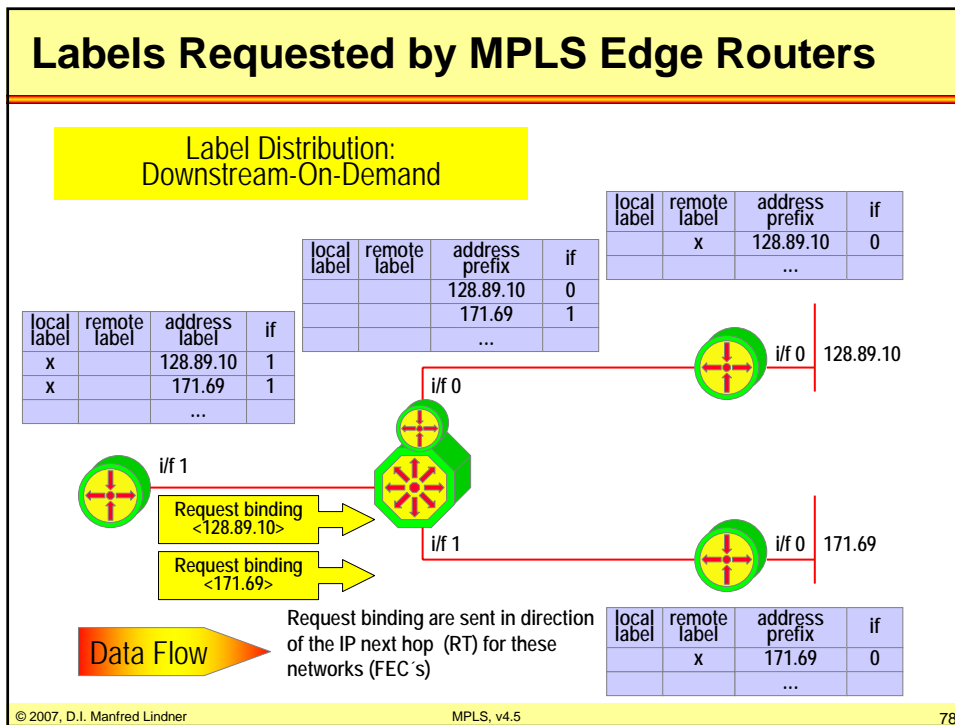 Labels Requested by MPLS Edge Routers
Label Distribution:
Downstream-On-Demand
local label remote label address prefix if
x 128.89.10 0
...
local label remote label address prefix if
128.89.10 0
171.69 1
...
local label remote label address label if
x 128.89.10 1
x 171.69 1
...
i/f 0 128.89.10
i/f 0
i/f 1
Request binding
<128.89.10>
i/f 1
i/f 0 171.69
Request binding
<171.69>
Data Flow
Request binding are sent in direction
of the IP next hop (RT) for these
networks (FEC´s)
local label remote label address prefix if
x 171.69 0
...
© 2007, D.I. Manfred Lindner MPLS, v4.5 78